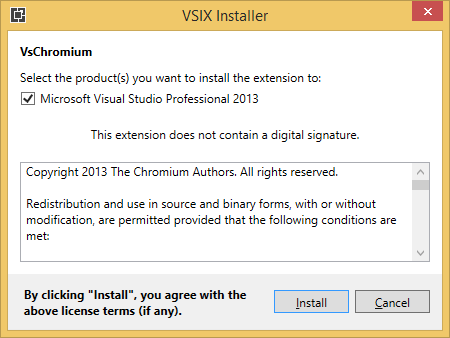 VSIX Installer
VsChromium
Select the product(s) you want to install the extension to:
Microsoft Visual Studio Professional 2013
This extension does not contain a digital signature.
Copyright 2013 The Chromium Authors. All rights reserved.
Redistribution and use in source and binary forms, with or without
modification, are permitted provided that the following conditions are
met:
By clicking "Install", you agree with the
above license terms (if any).
Install
Cancel